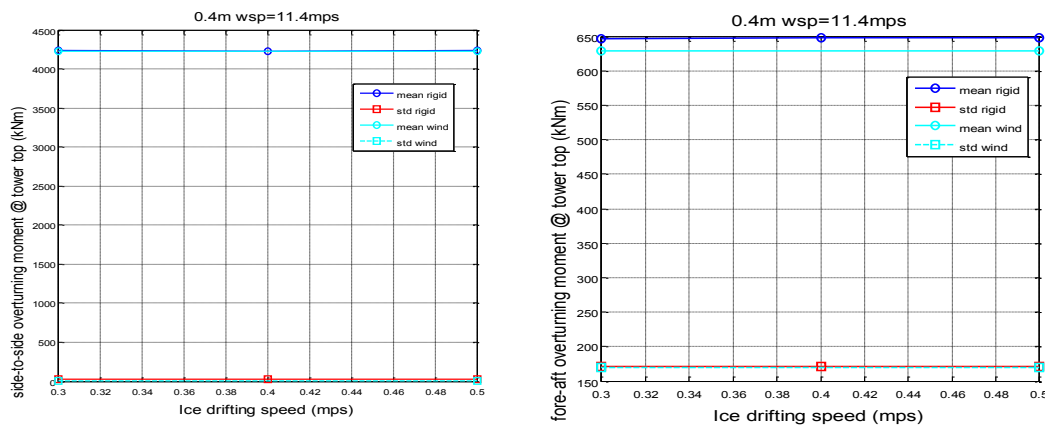 0.4m wsp=11.4mps
side-to-side overturning moment @ tower top (kNm)
4500
4000
3500
3000
2500
2000
1500
1000
500
0
mean rigid
std rigid
mean wind
std wind
0.3 0.32 0.34 0.36 0.38 0.4 0.42 0.44 0.46 0.48 0.5
Ice drifting speed (mps)
0.4m wsp=11.4mps
fore-aft overturning moment @ tower top (kNm)
650
600
550
500
450
400
350
300
250
200
150
mean rigid
std rigid
mean wind
std wind
0.3 0.32 0.34 0.36 0.38 0.4 0.42 0.44 0.46 0.48 0.5
Ice drifting speed (mps)